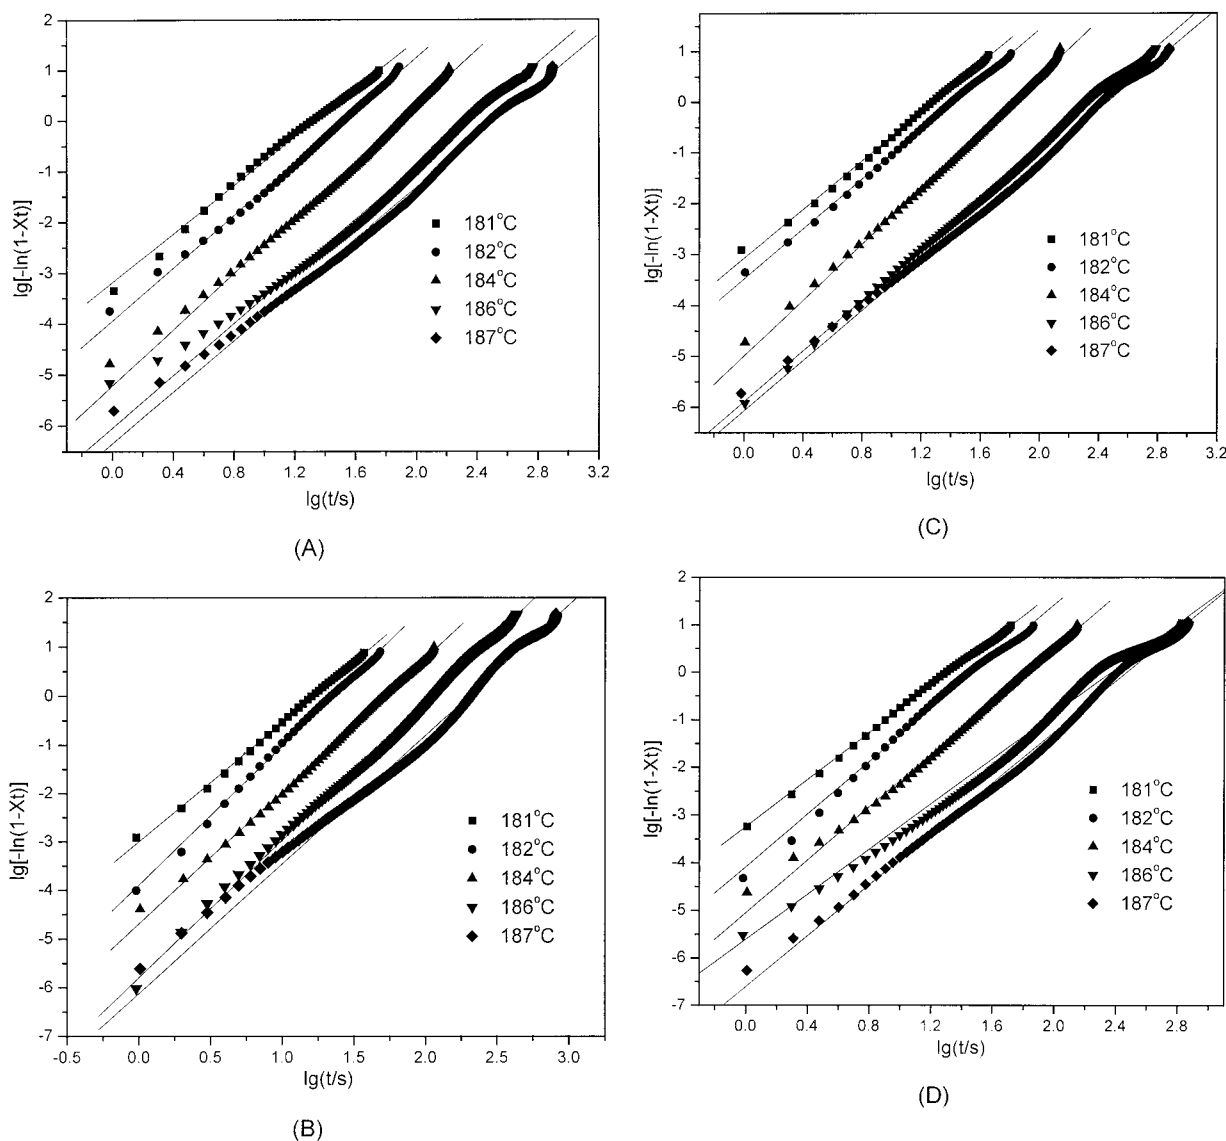 2
1
0
-1
-2
-3
-4
-5
-6
lg[-ln(1-Xt)]
181°C
182°C
184°C
186°C
187°C
0.0 0.4 0.8 1.2 1.6 2.0 2.4 2.8 3.2
lg(t/s)
(A)
1
0
-1
-2
-3
-4
-5
-6
lg[-ln(1-Xt)]
181°C
182°C
184°C
186°C
187°C
0.0 0.4 0.8 1.2 1.6 2.0 2.4 2.8 3.2
lg(t/s)
(C)
2
1
0
-1
-2
-3
-4
-5
-6
-7
lg[-ln(1-Xt)]
181°C
182°C
184°C
186°C
187°C
-0.5 0.0 0.5 1.0 1.5 2.0 2.5 3.0
lg(t/s)
(B)
2
1
0
-1
-2
-3
-4
-5
-6
-7
lg[-ln(1-Xt)]
181°C
182°C
184°C
186°C
187°C
0.0 0.4 0.8 1.2 1.6 2.0 2.4 2.8
lg(t/s)
(D)